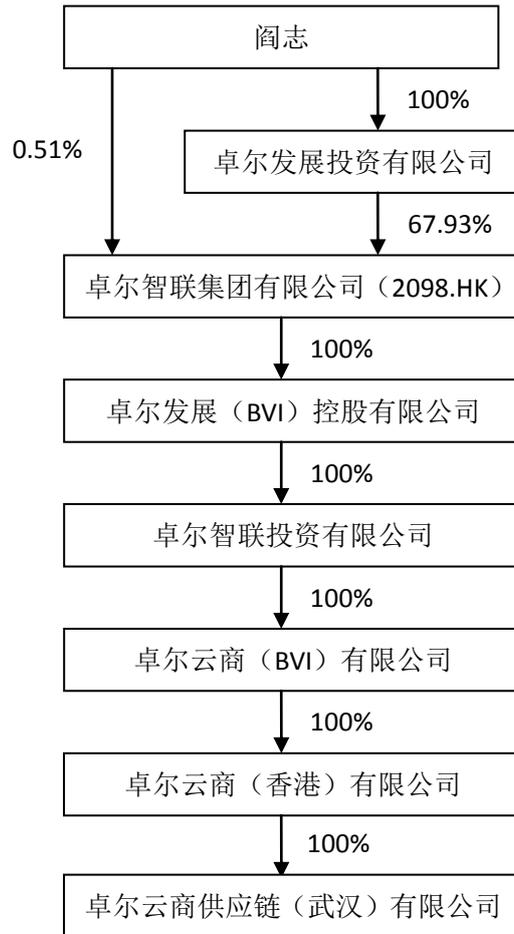 阎志
100%
0.51%
卓尔发展投资有限公司
67.93%
卓尔智联集团有限公司（2098.HK）
100%
卓尔发展（BVI）控股有限公司
100%
卓尔智联投资有限公司
100%
卓尔云商（BVI）有限公司
100%
卓尔云商（香港）有限公司
100%
卓尔云商供应链（武汉）有限公司